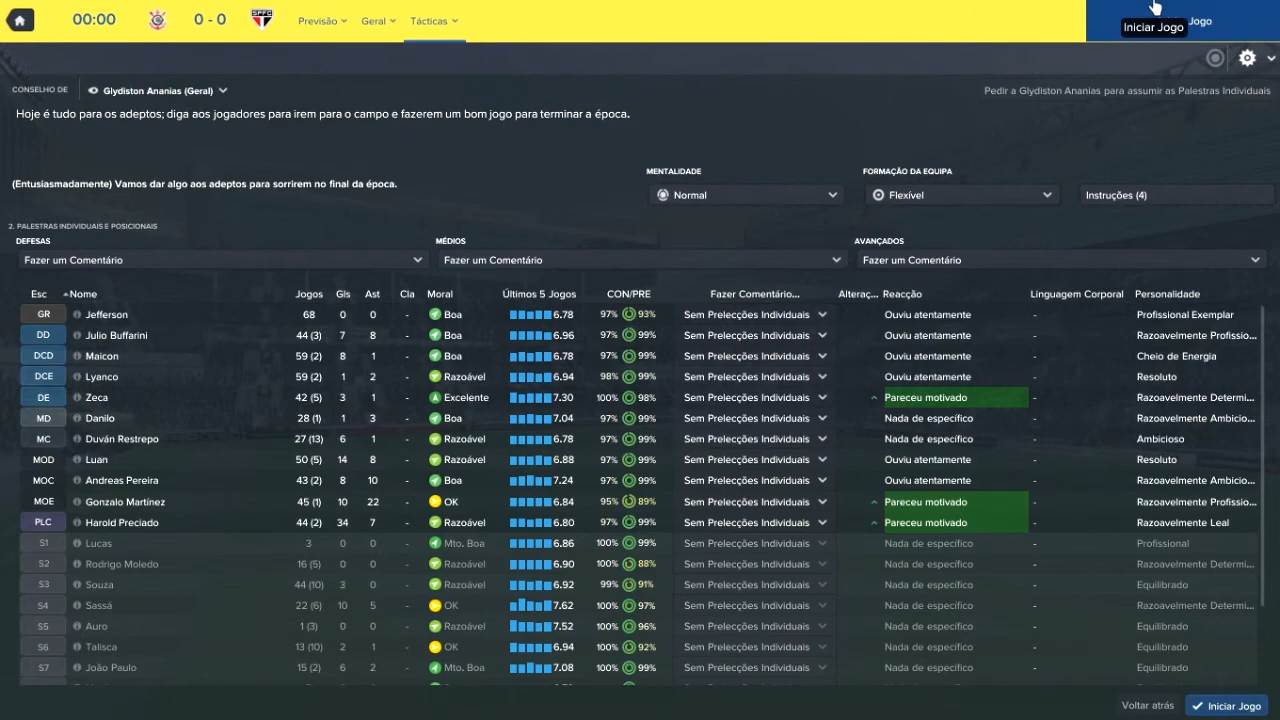 00:00
0 - 0
SPFC
Previsão
Geral
Tácticas
Jogo
Iniciar Jogo
CONSELHO DE
Glydiston Ananias (Geral)
Pedir a Glydiston Ananias para assumir as Palestras Individuais
Hoje é tudo para os adeptos; diga aos jogadores para irem para o campo e fazerem um bom jogo para terminar a época.
MENTALIDADE
FORMAÇÃO DA EQUIPA
(Entusiasmadamente) Vamos dar algo aos adeptos para sorrirem no final da época.
Normal
Flexível
Instruções (4)
2. PALESTRAS INDIVIDUAIS E POSICIONAIS
DEFESAS
MÉDIOS
AVANÇADOS
Fazer um Comentário
Fazer um Comentário
Fazer um Comentário
Esc Nome Jogos Gls Ast Cla Moral Últimos 5 Jogos CON/PRE Fazer Comentário... Alteraç... Reacção Linguagem Corporal Personalidade
GR Jefferson 68 0 0 - Boa 6.78 97% 93% Sem Prelecções Individuais Ouviu atentamente - Profissional Exemplar
DD Julio Buffarini 44 (3) 7 8 - Boa 6.96 97% 99% Sem Prelecções Individuais Ouviu atentamente - Razoavelmente Profissio...
DCD Maicon 59 (2) 8 1 - Boa 6.78 97% 99% Sem Prelecções Individuais Ouviu atentamente - Cheio de Energia
DCE Lyanco 59 (2) 1 2 - Razoável 6.94 98% 99% Sem Prelecções Individuais Ouviu atentamente - Resoluto
DE Zeca 42 (5) 3 1 - Excelente 7.30 100% 98% Sem Prelecções Individuais Pareceu motivado - Razoavelmente Determi...
MD Danilo 28 (1) 1 3 - Boa 7.04 97% 99% Sem Prelecções Individuais Nada de específico - Razoavelmente Ambicio...
MC Duván Restrepo 27 (13) 6 1 - Razoável 6.78 97% 99% Sem Prelecções Individuais Nada de específico - Ambicioso
MOD Luan 50 (5) 14 8 - Razoável 6.88 97% 99% Sem Prelecções Individuais Ouviu atentamente - Resoluto
MOC Andreas Pereira 43 (2) 8 10 - Boa 7.24 97% 99% Sem Prelecções Individuais Ouviu atentamente - Razoavelmente Ambicio...
MOE Gonzalo Martínez 45 (1) 10 22 - OK 6.84 95% 89% Sem Prelecções Individuais Pareceu motivado - Razoavelmente Profissio...
PLC Harold Preciado 44 (2) 34 7 - Razoável 6.80 97% 99% Sem Prelecções Individuais Pareceu motivado - Razoavelmente Leal
S1 Lucas 3 0 0 - Mto. Boa 6.86 100% 99% Sem Prelecções Individuais Nada de específico - Profissional
S2 Rodrigo Moledo 16 (5) 0 0 - Razoável 6.90 100% 88% Sem Prelecções Individuais Nada de específico - Razoavelmente Determi...
S3 Souza 44 (10) 3 0 - Razoável 6.92 99% 91% Sem Prelecções Individuais Nada de específico - Equilibrado
S4 Sassá 22 (6) 10 5 - OK 7.62 100% 97% Sem Prelecções Individuais Nada de específico - Razoavelmente Determi...
S5 Auro 1 (3) 0 0 - Razoável 7.52 100% 96% Sem Prelecções Individuais Nada de específico - Equilibrado
S6 Talisca 13 (10) 2 1 - OK 6.94 100% 92% Sem Prelecções Individuais Nada de específico - Equilibrado
S7 João Paulo 15 (2) 6 2 - Mto. Boa 7.08 100% 99% Sem Prelecções Individuais Nada de específico - Equilibrado
Voltar atrás
Iniciar Jogo